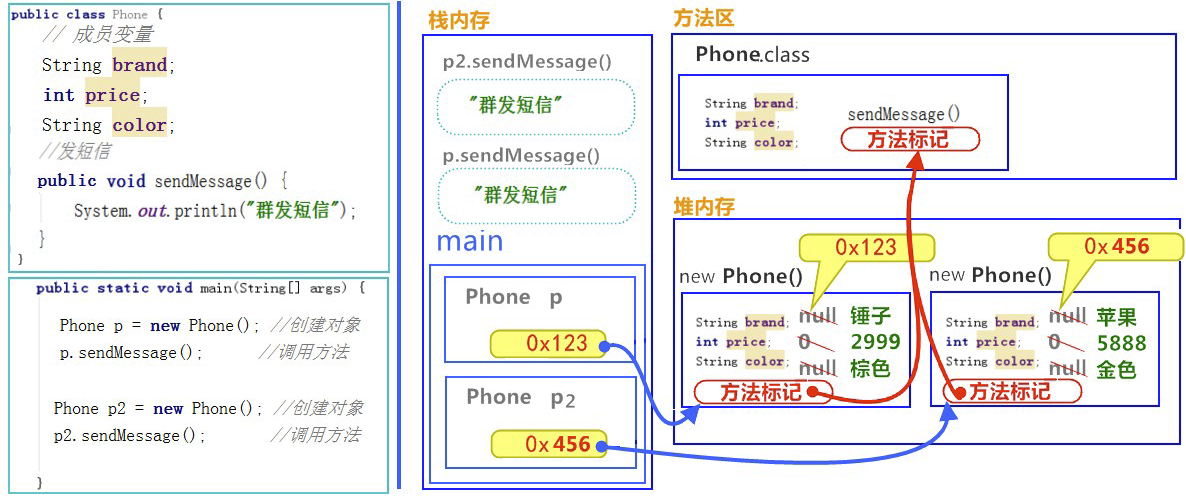 public class Phone {
// 成员变量
String brand;
int price;
String color;
//发短信
public void sendMessage() {
System.out.println("群发短信");
}
}
public static void main(String[] args) {
Phone p = new Phone(); //创建对象
p.sendMessage(); //调用方法
Phone p2 = new Phone(); //创建对象
p2.sendMessage(); //调用方法
}
栈内存
p2.sendMessage()
"群发短信"
p.sendMessage()
"群发短信"
main
Phone p
0x123
Phone p2
0x456
方法区
Phone.class
String brand;
int price;
String color;
sendMessage()
方法标记
堆内存
0x123
new Phone()
String brand; null 锤子
int price; 0 2999
String color; null 棕色
方法标记
0x456
new Phone()
String brand; null 苹果
int price; 0 5888
String color; null 金色
方法标记